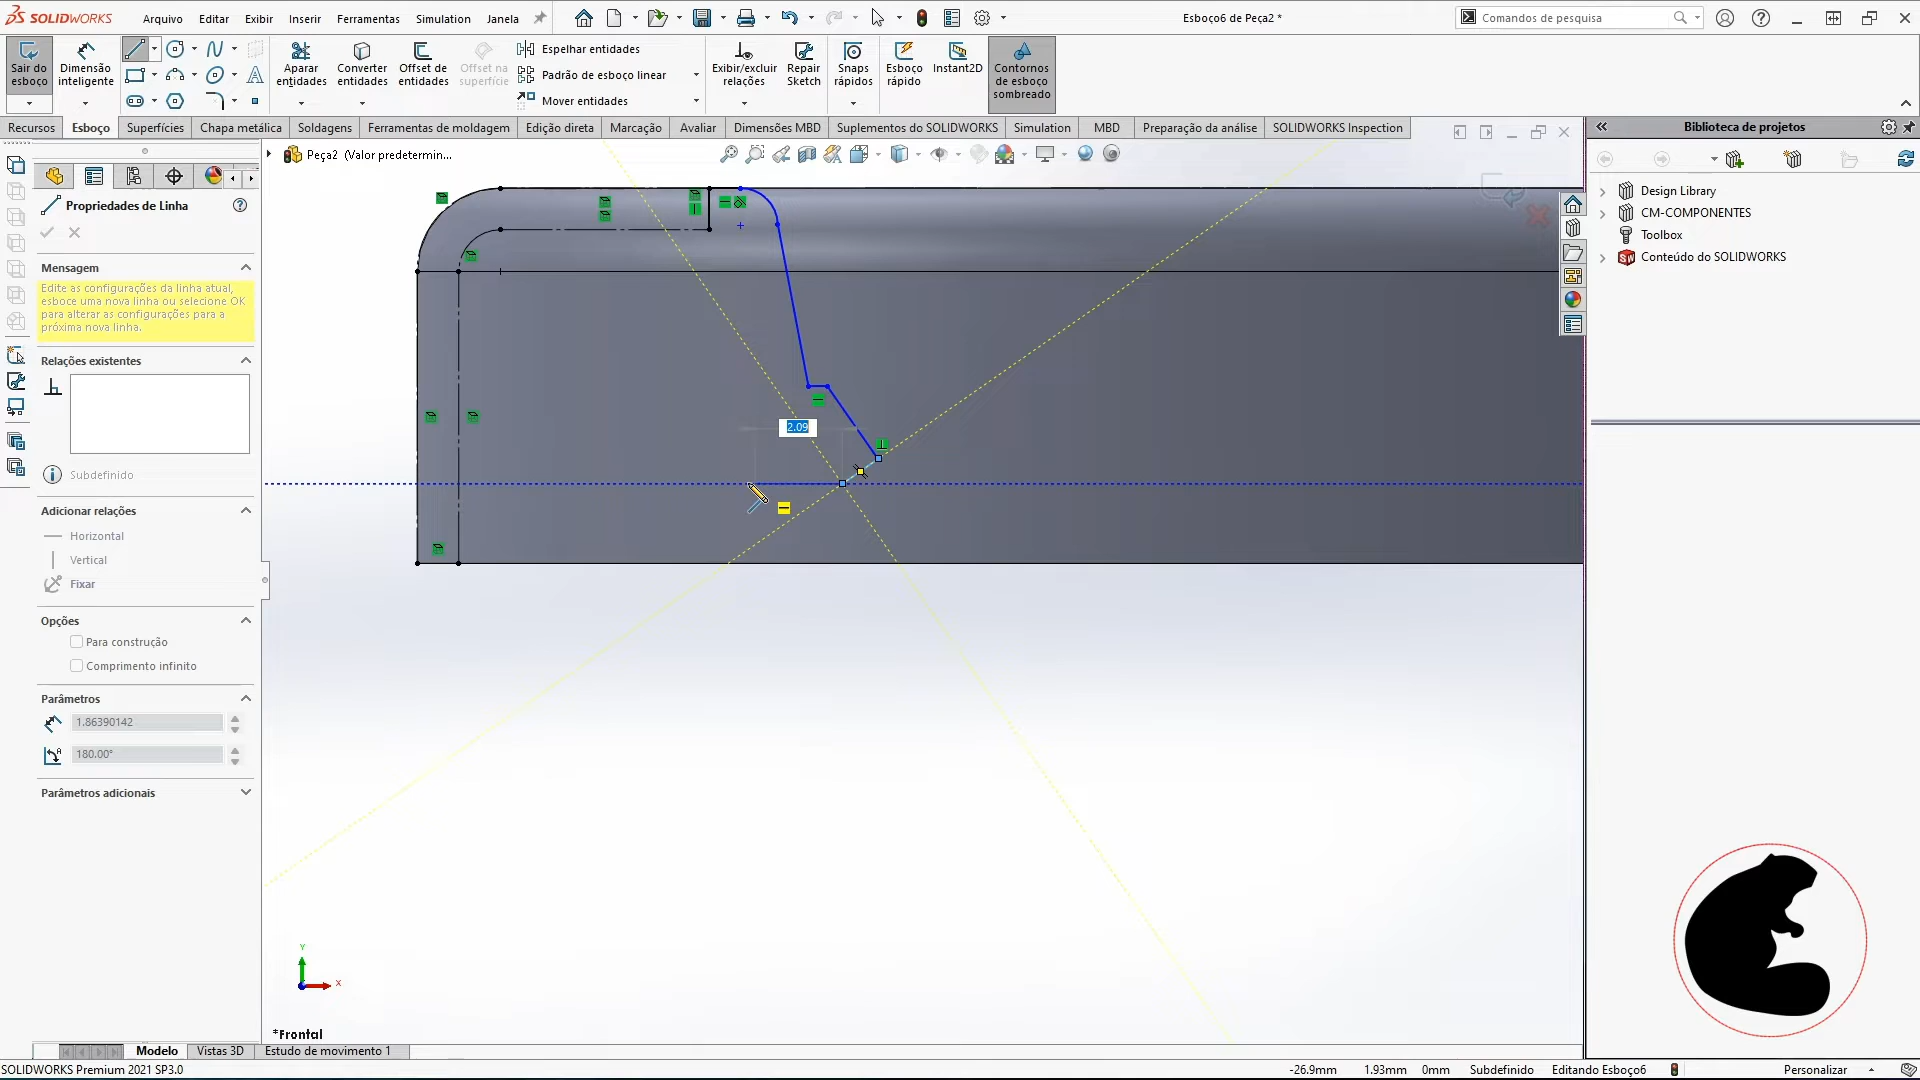 SOLIDWORKS
Arquivo Editar Exibir Inserir Ferramentas Simulation Janela
Esboço6 de Peça2 *
Comandos de pesquisa
Sair do esboço
Dimensão inteligente
Aparar entidades
Converter entidades
Offset de entidades
Offset na superfície
Espelhar entidades
Padrão de esboço linear
Mover entidades
Exibir/excluir relações
Repair Sketch
Snaps rápidos
Esboço rápido
Instant2D
Contornos de esboço sombreado
Recursos Esboço Superfícies Chapa metálica Soldagens Ferramentas de moldagem Edição direta Marcação Avaliar Dimensões MBD Suplementos do SOLIDWORKS Simulation MBD Preparação da análise SOLIDWORKS Inspection
Peça2 (Valor predetermin...
Propriedades de Linha
Mensagem
Edite as configurações da linha atual,
esboce uma nova linha ou selecione OK
para alterar as configurações para a
próxima nova linha.
Relações existentes
Subdefinido
Adicionar relações
Horizontal
Vertical
Fixar
Opções
Para construção
Comprimento infinito
Parâmetros
1.86390142
180.00°
Parâmetros adicionais
2.09
Y
X
*Frontal
Biblioteca de projetos
Design Library
CM-COMPONENTES
Toolbox
Conteúdo do SOLIDWORKS
Modelo Vistas 3D Estudo de movimento 1
SOLIDWORKS Premium 2021 SP3.0
-26.9mm 1.93mm 0mm Subdefinido Editando Esboço6 Personalizar